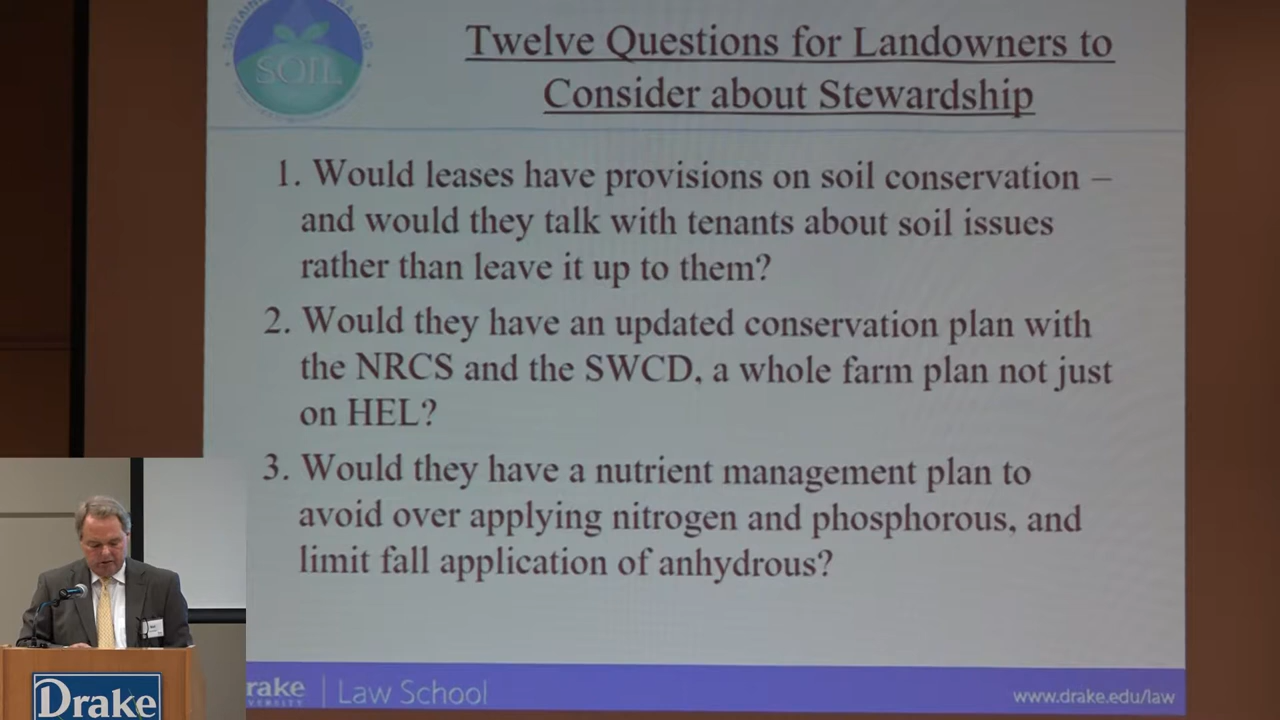 SOIL
Twelve Questions for Landowners to
Consider about Stewardship
1. Would leases have provisions on soil conservation –
and would they talk with tenants about soil issues
rather than leave it up to them?
2. Would they have an updated conservation plan with
the NRCS and the SWCD, a whole farm plan not just
on HEL?
3. Would they have a nutrient management plan to
avoid over applying nitrogen and phosphorous, and
limit fall application of anhydrous?
rake
Law School
www.drake.edu/law
Drake